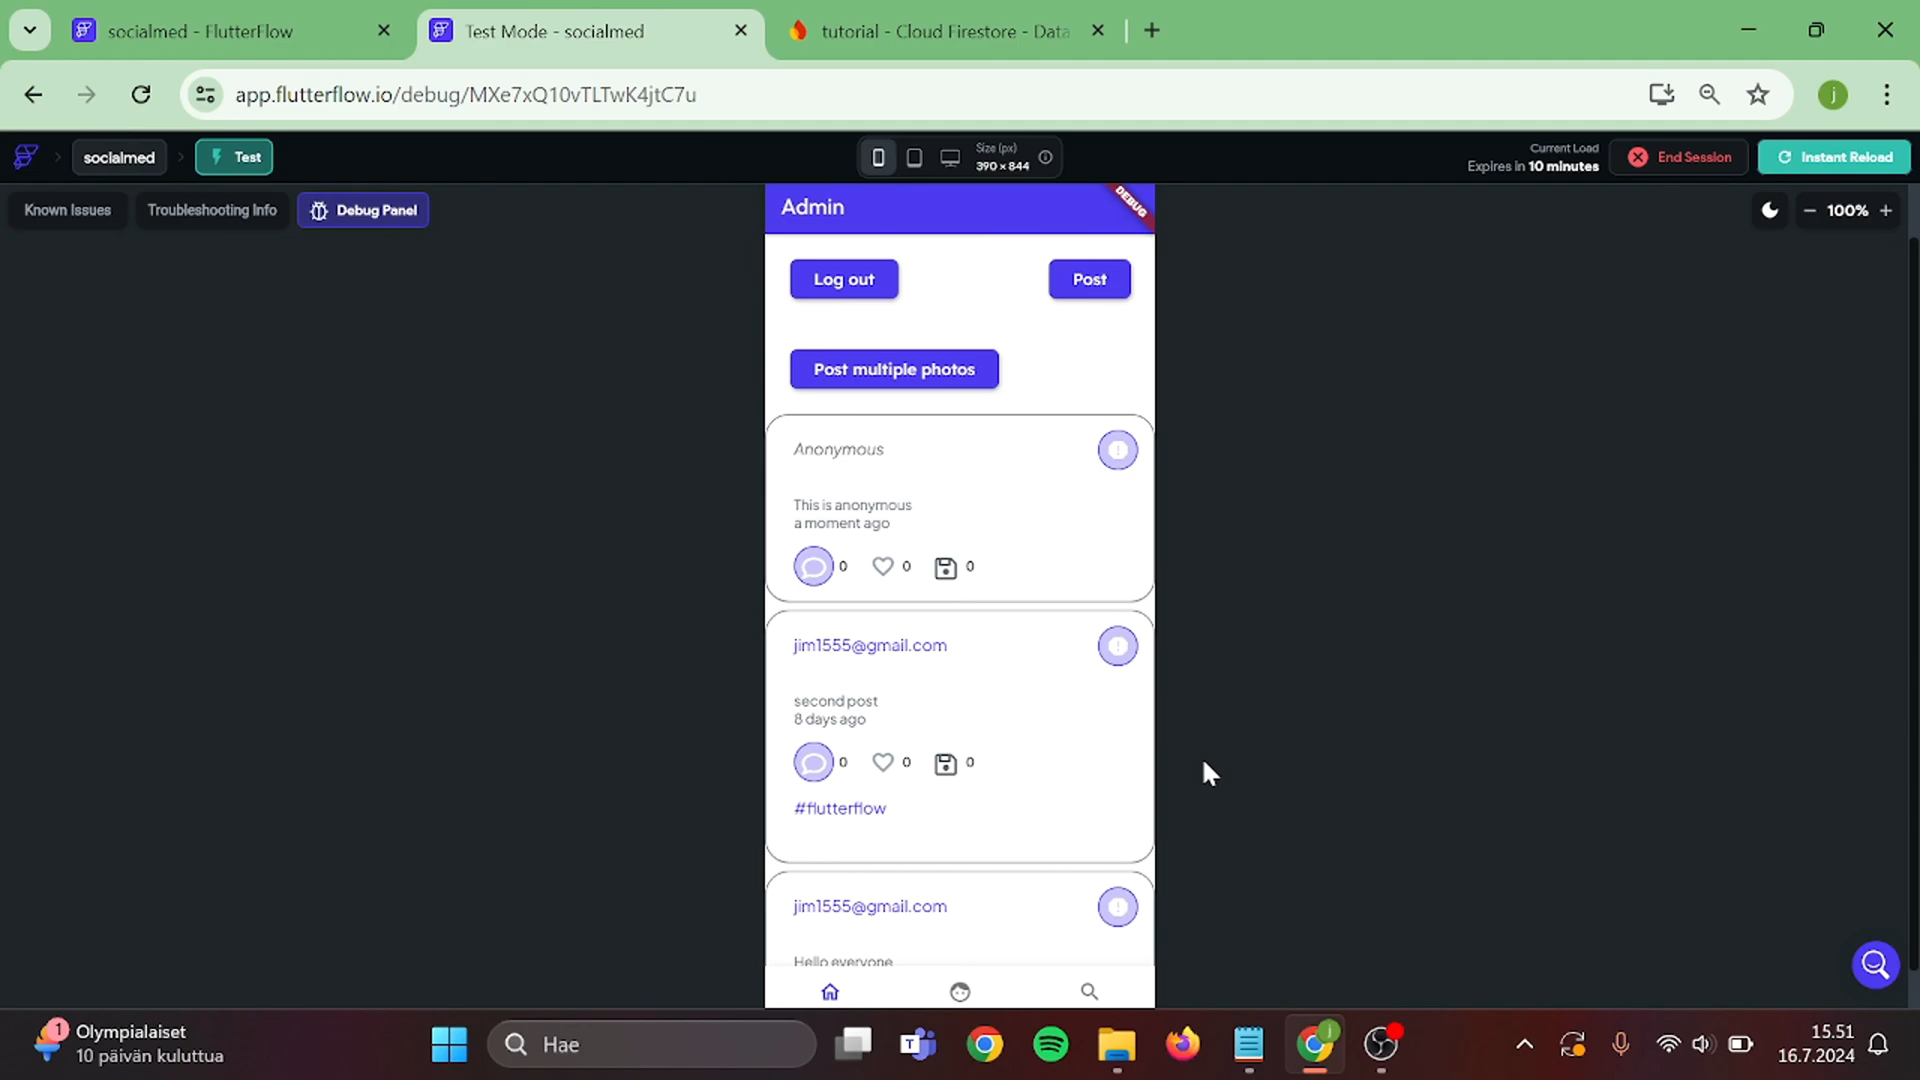 socialmed - FlutterFlow
Test Mode - socialmed
tutorial - Cloud Firestore - Data
app.flutterflow.io/debug/MXe7xQ10vTLTwK4jtC7u
j
socialmed
Test
Size (px)
390 × 844
Current Load
Expires in 10 minutes
End Session
Instant Reload
Known Issues
Troubleshooting Info
Debug Panel
100%
Admin
DEBUG
Log out
Post
Post multiple photos
Anonymous
This is anonymous
a moment ago
0 0 0
jim1555@gmail.com
second post
8 days ago
0 0 0
#flutterflow
jim1555@gmail.com
Hello everyone
1
Olympialaiset
10 päivän kuluttua
Hae
j
15.51
16.7.2024